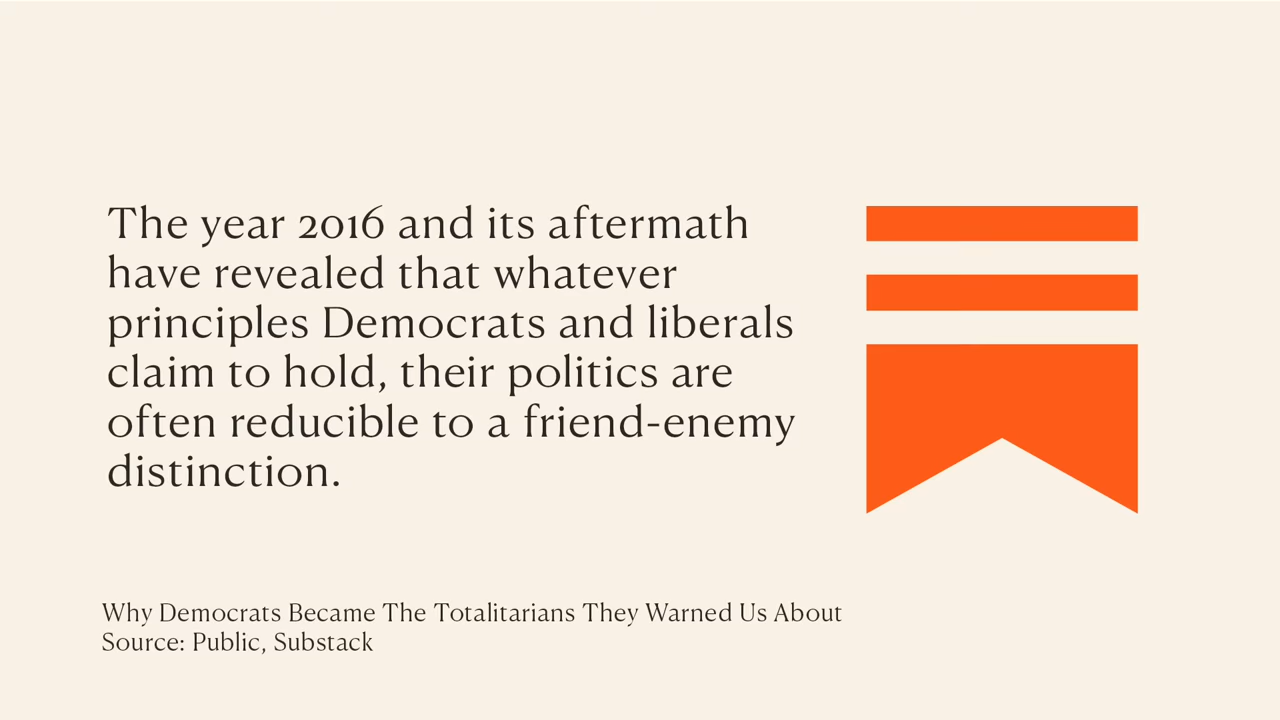 The year 2016 and its aftermath
have revealed that whatever
principles Democrats and liberals
claim to hold, their politics are
often reducible to a friend-enemy
distinction.
Why Democrats Became The Totalitarians They Warned Us About
Source: Public, Substack